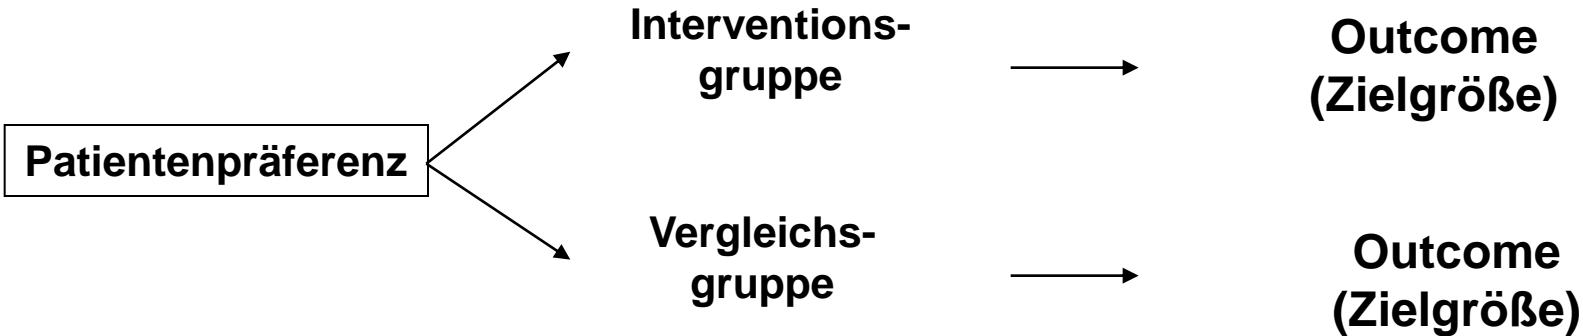 Interventions-
gruppe
Outcome
(Zielgröße)
Patientenpräferenz
Vergleichs-
gruppe
Outcome
(Zielgröße)